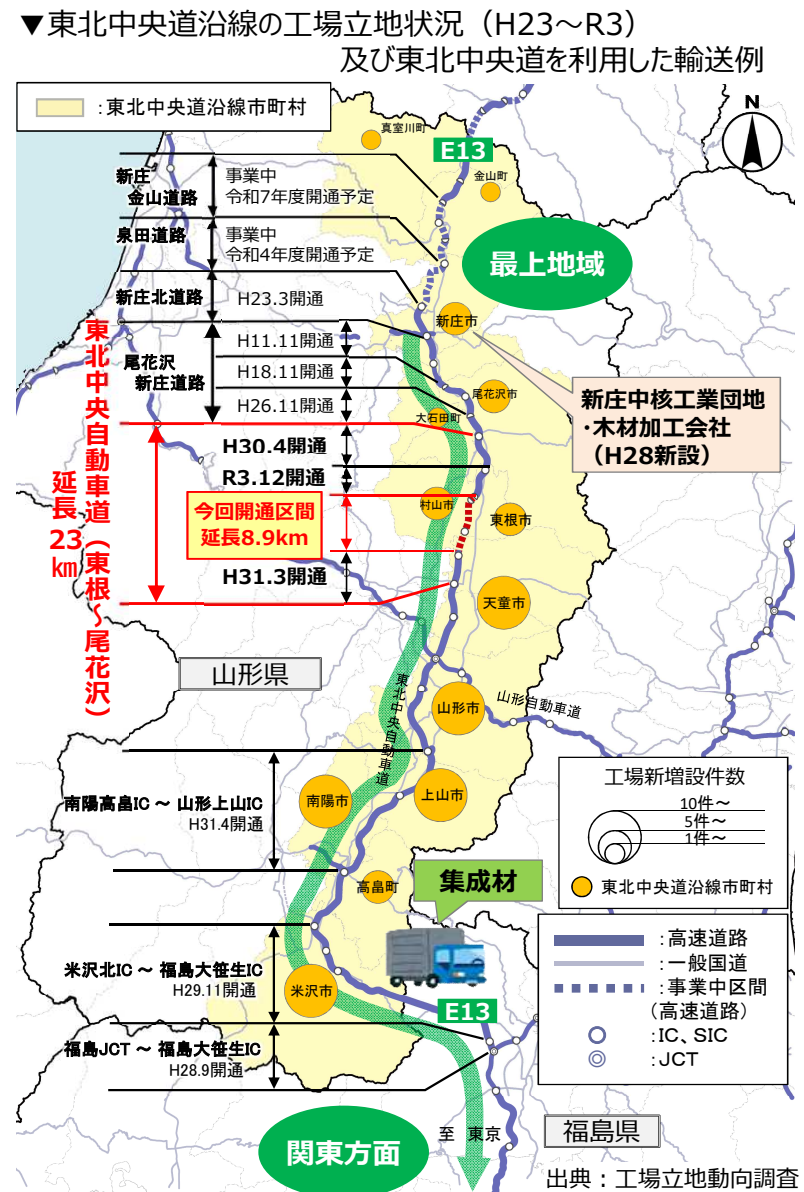 ▼東北中央道沿線の工場立地状況（H23～R3）
及び東北中央道を利用した輸送例
：東北中央道沿線市町村
N
真室川町
E13
金山町
新庄
金山道路
事業中
令和7年度開通予定
泉田道路
事業中
令和4年度開通予定
最上地域
新庄北道路
H23.3開通
新庄市
尾花沢
新庄道路
H11.11開通
H18.11開通
H26.11開通
尾花沢市
大石田町
新庄中核工業団地
・木材加工会社
（H28新設）
東北中央自動車道（東根～尾花沢）
延長23km
H30.4開通
R3.12開通
今回開通区間
延長8.9km
H31.3開通
村山市
東根市
天童市
山形県
東北中央自動車道
山形市
山形自動車道
南陽高畠IC ～ 山形上山IC
H31.4開通
南陽市
上山市
工場新増設件数
10件～
5件～
1件～
東北中央道沿線市町村
高畠町
集成材
米沢北IC ～ 福島大笹生IC
H29.11開通
米沢市
E13
：高速道路
：一般国道
：事業中区間
（高速道路）
：IC、SIC
：JCT
福島JCT ～ 福島大笹生IC
H28.9開通
関東方面
至 東京
福島県
出典：工場立地動向調査